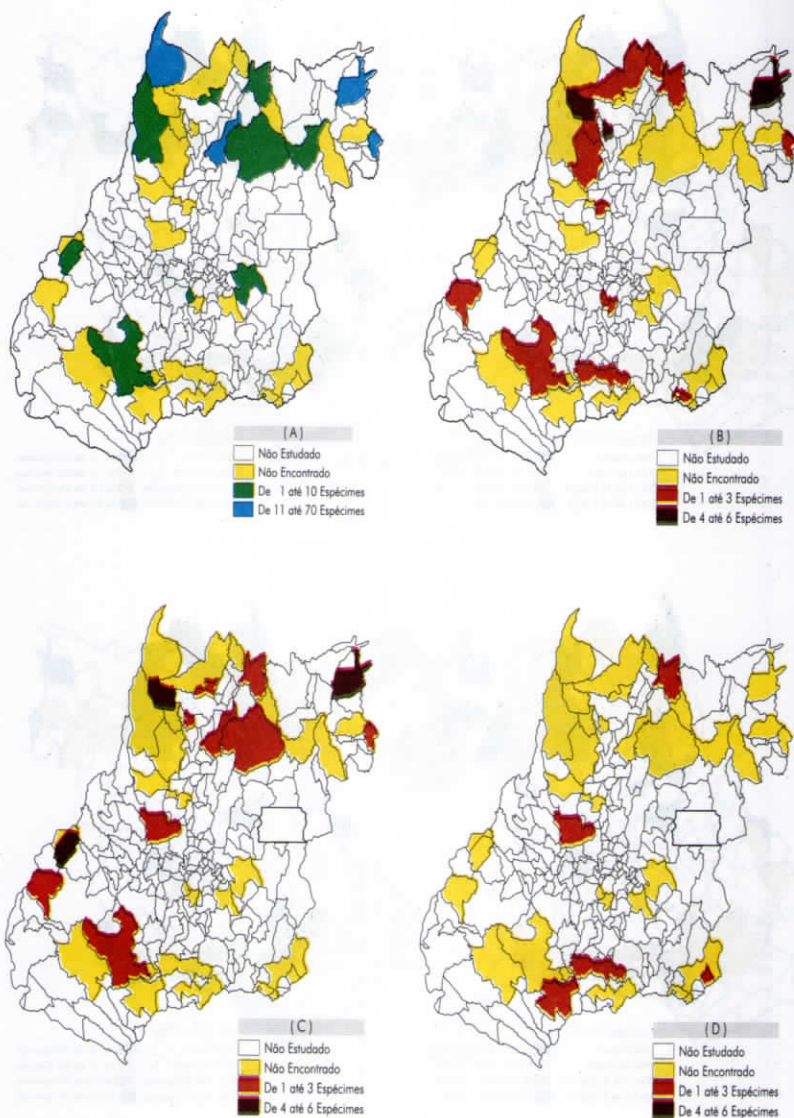 (A)
Não Estudado
Não Encontrado
De 1 até 10 Espécimes
De 11 até 70 Espécimes
(B)
Não Estudado
Não Encontrado
De 1 até 3 Espécimes
De 4 até 6 Espécimes
(C)
Não Estudado
Não Encontrado
De 1 até 3 Espécimes
De 4 até 6 Espécimes
(D)
Não Estudado
Não Encontrado
De 1 até 3 Espécimes
De 4 até 6 Espécimes